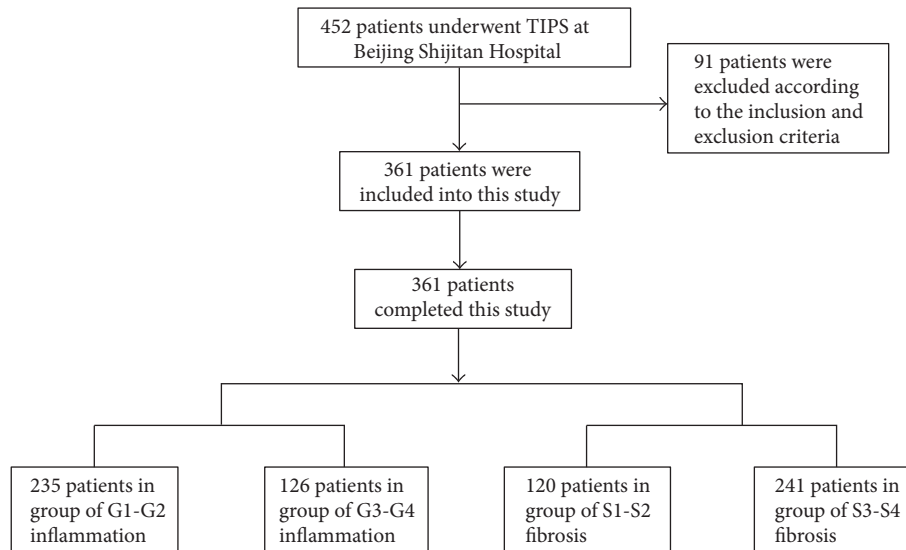 452 patients underwent TIPS at
Beijing Shijitan Hospital
91 patients were
excluded according
to the inclusion and
exclusion criteria
361 patients were
included into this study
361 patients
completed this study
235 patients in
group of G1-G2
inflammation
126 patients in
group of G3-G4
inflammation
120 patients in
group of S1-S2
fibrosis
241 patients in
group of S3-S4
fibrosis